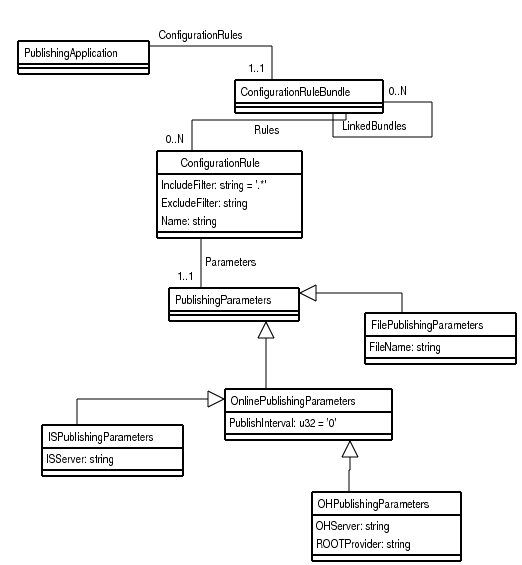 ConfigurationRules
PublishingApplication
1..1
ConfigurationRuleBundle
0..N
LinkedBundles
Rules
0..N
ConfigurationRule
IncludeFilter: string = '.*'
ExcludeFilter: string
Name: string
Parameters
1..1
PublishingParameters
FilePublishingParameters
FileName: string
OnlinePublishingParameters
PublishInterval: u32 = '0'
ISPublishingParameters
ISServer: string
OHPublishingParameters
OHServer: string
ROOTProvider: string